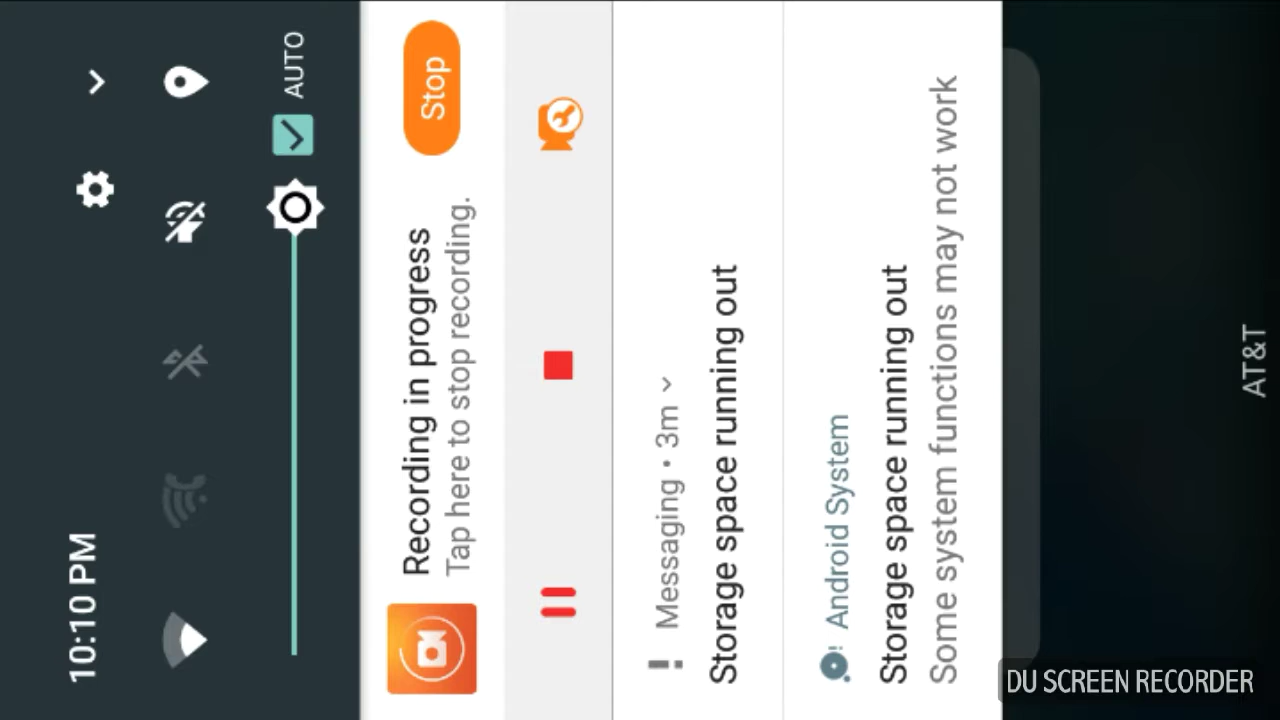 10:10 PM
AUTO
Recording in progress
Tap here to stop recording.
Stop
Messaging • 3m
Storage space running out
Android System
Storage space running out
Some system functions may not work
AT&T
DU SCREEN RECORDER